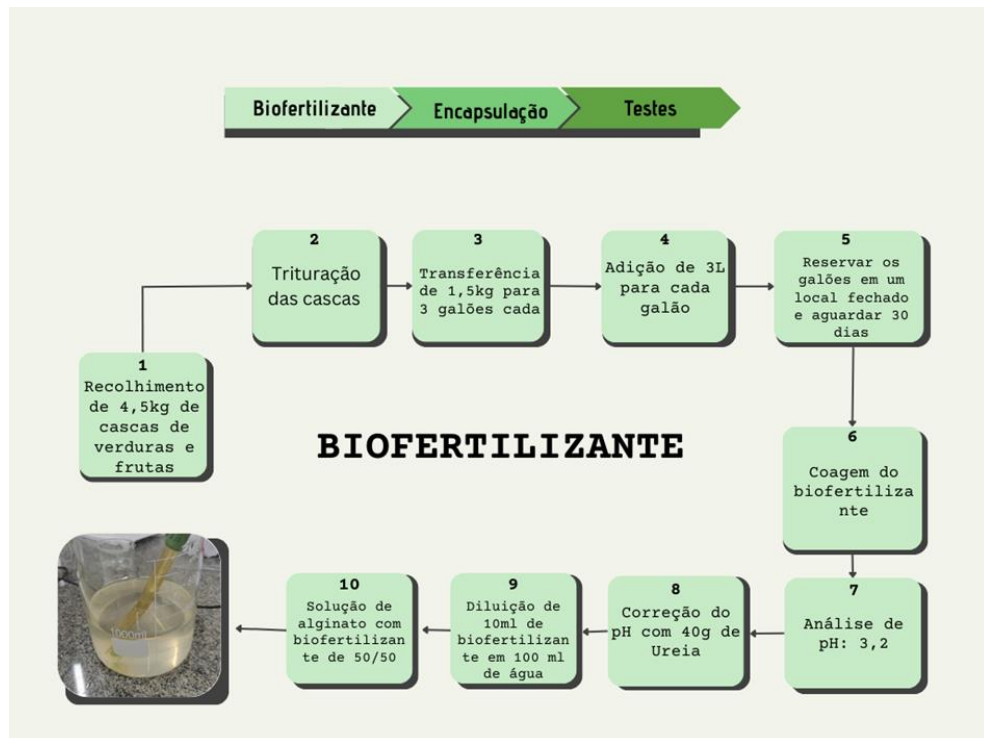 Biofertilizante
Encapsulação
Testes
2
Trituração
das cascas
3
Transferência
de 1,5kg para
3 galões cada
4
Adição de 3L
para cada
galão
5
Reservar os
galões em um
local fechado
e aguardar 30
dias
1
Recolhimento
de 4,5kg de
cascas de
verduras e
frutas
BIOFERTILIZANTE
6
Coagem do
biofertiliza
nte
7
Análise de
pH: 3,2
8
Correção do
pH com 40g de
Ureia
9
Diluição de
10ml de
biofertilizan
te em 100 ml
de água
10
Solução de
alginato com
biofertilizan
te de 50/50
1000ml